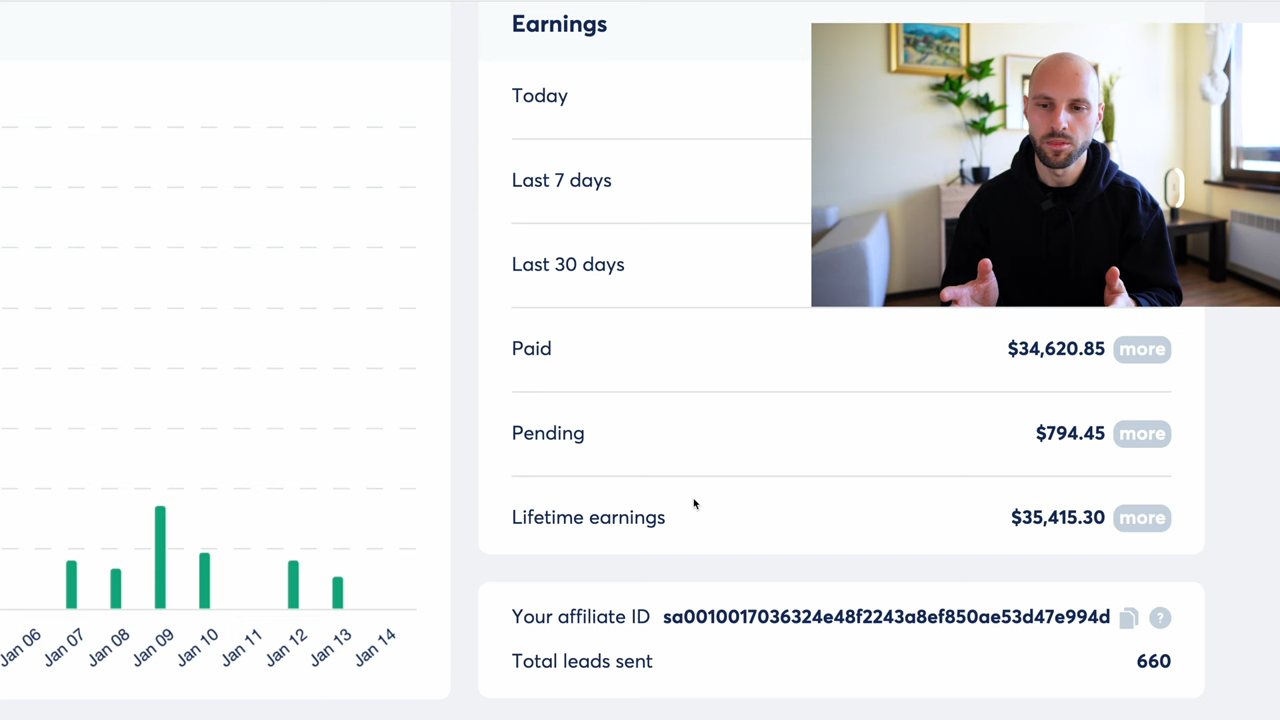 Earnings
Today
Last 7 days
Last 30 days
Paid $34,620.85 more
Pending $794.45 more
Lifetime earnings $35,415.30 more
Your affiliate ID sa0010017036324e48f2243a8ef850ae53d47e994d ?
Total leads sent 660
Jan 06 Jan 07 Jan 08 Jan 09 Jan 10 Jan 11 Jan 12 Jan 13 Jan 14